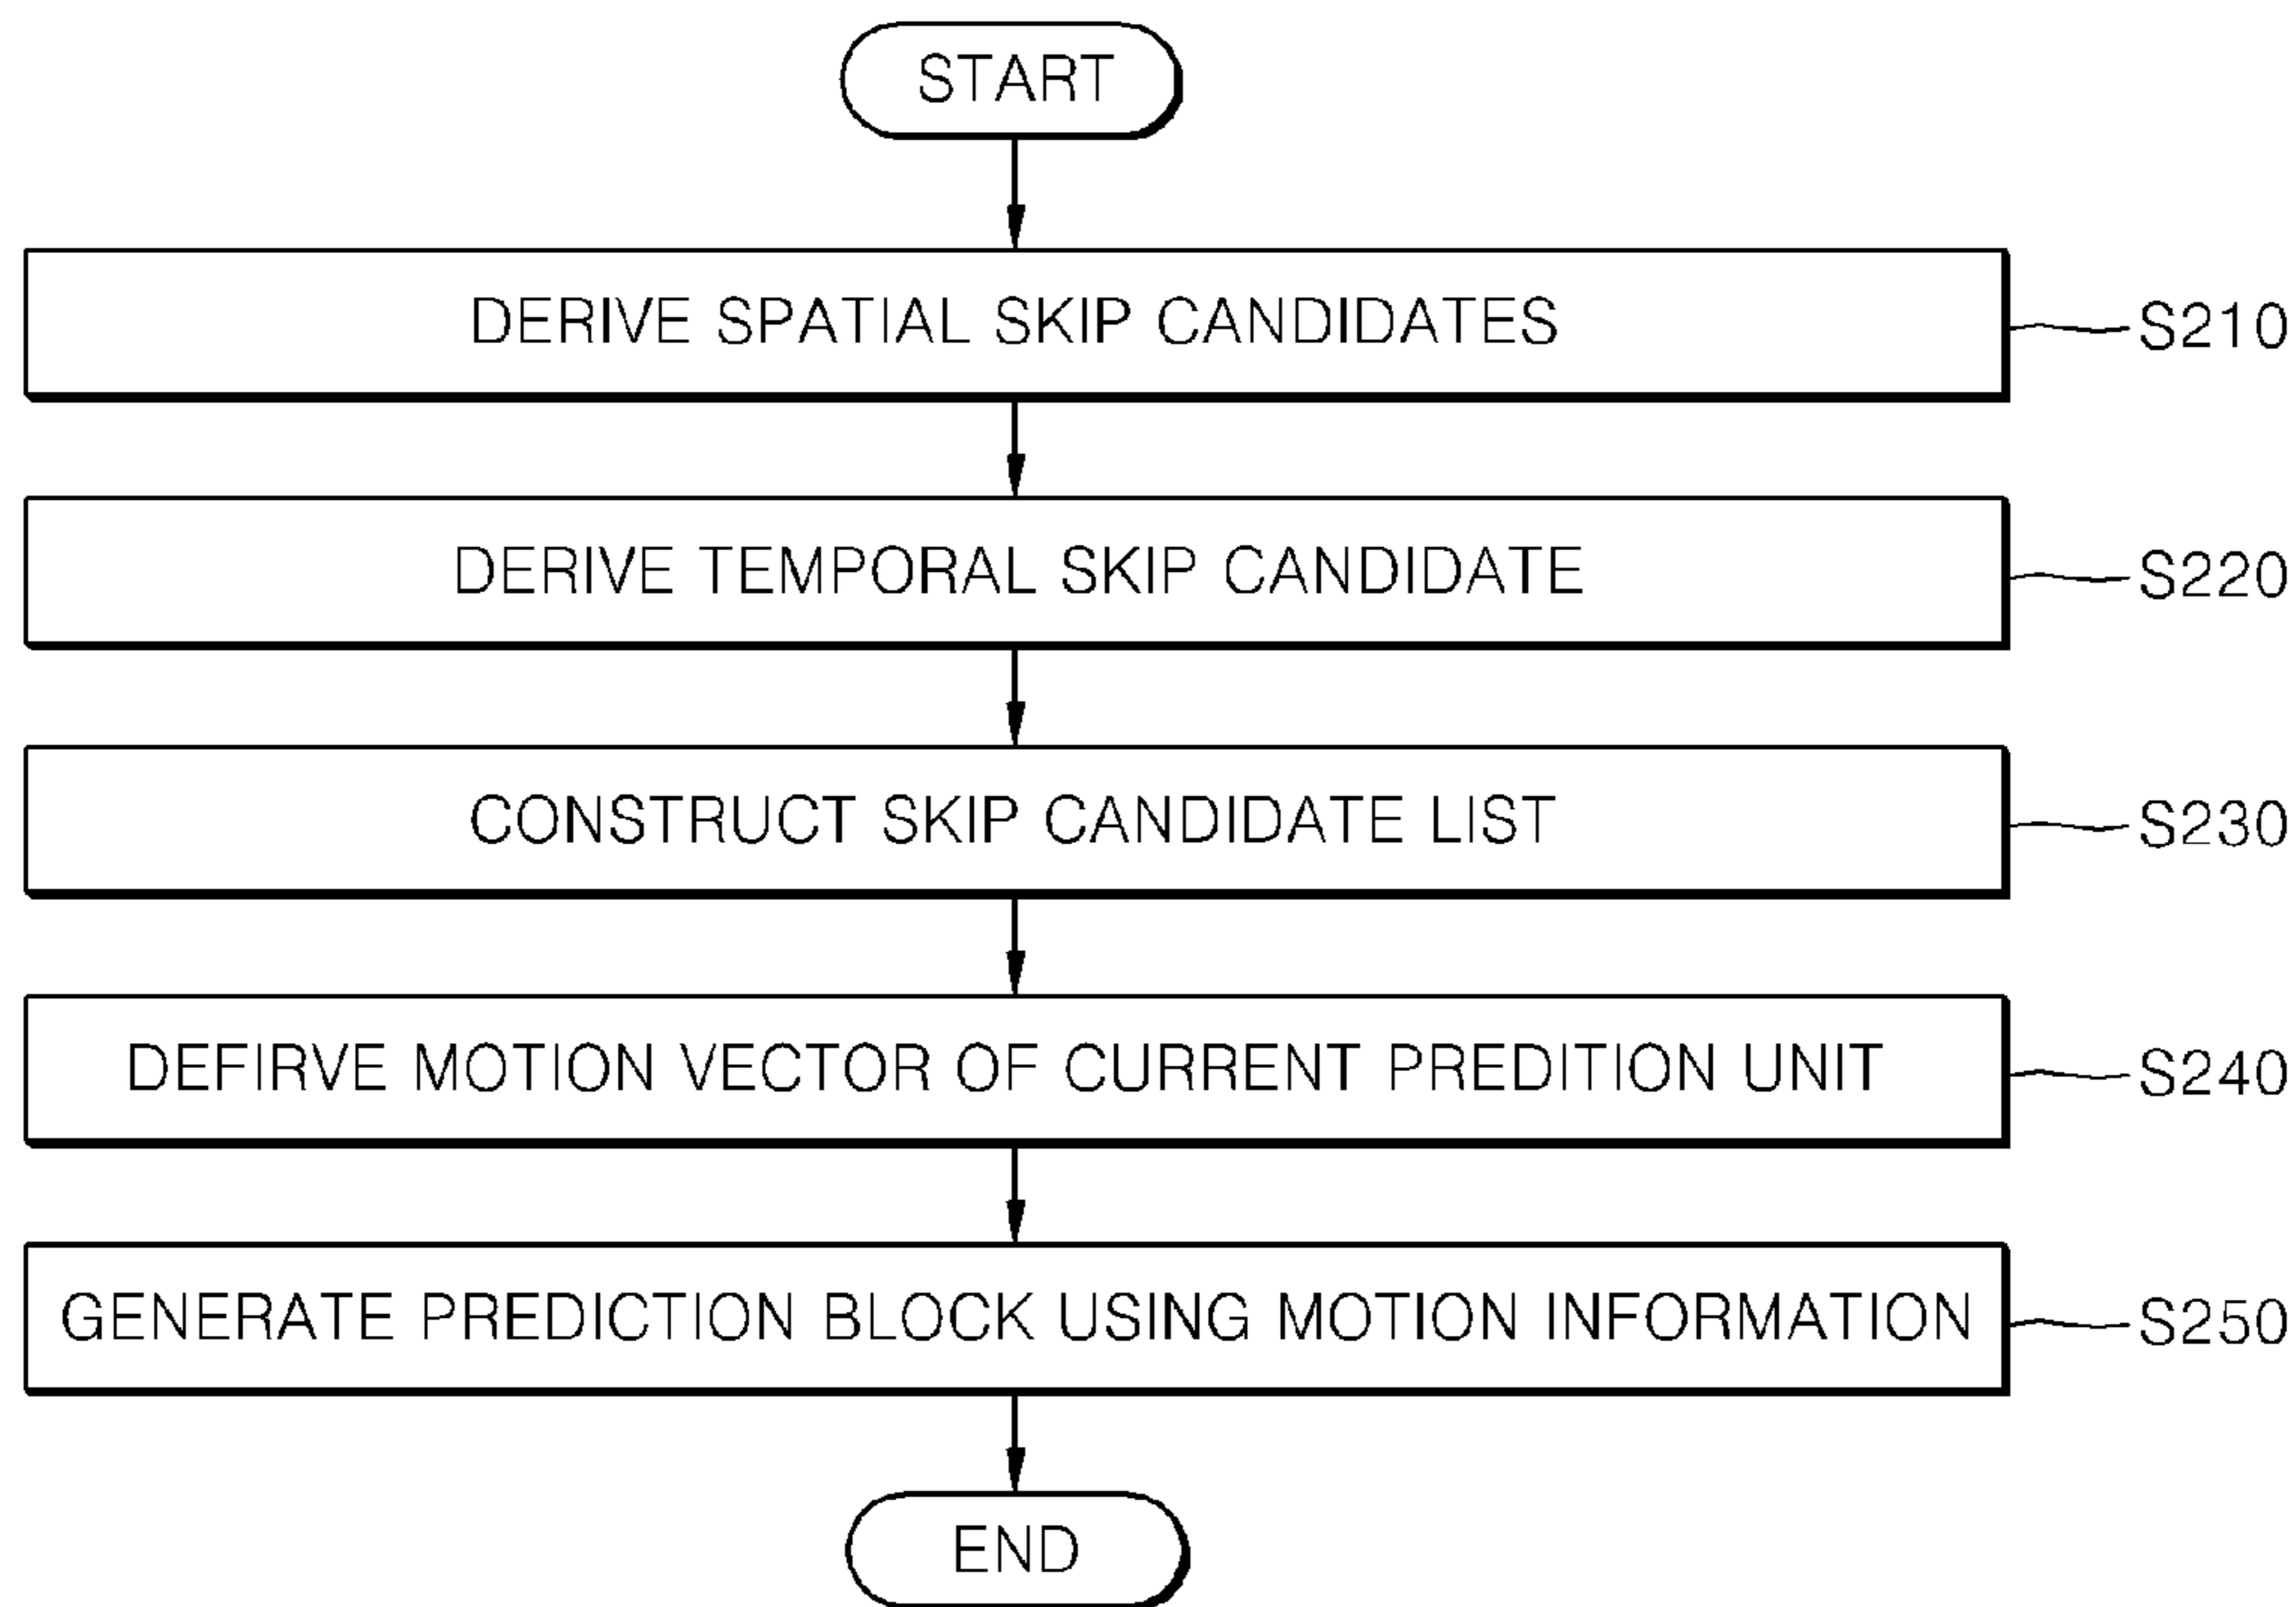 START
DERIVE SPATIAL SKIP CANDIDATES
S210
DERIVE TEMPORAL SKIP CANDIDATE
S220
CONSTRUCT SKIP CANDIDATE LIST
S230
DEFIRVE MOTION VECTOR OF CURRENT PREDITION UNIT
S240
GENERATE PREDICTION BLOCK USING MOTION INFORMATION
S250
END